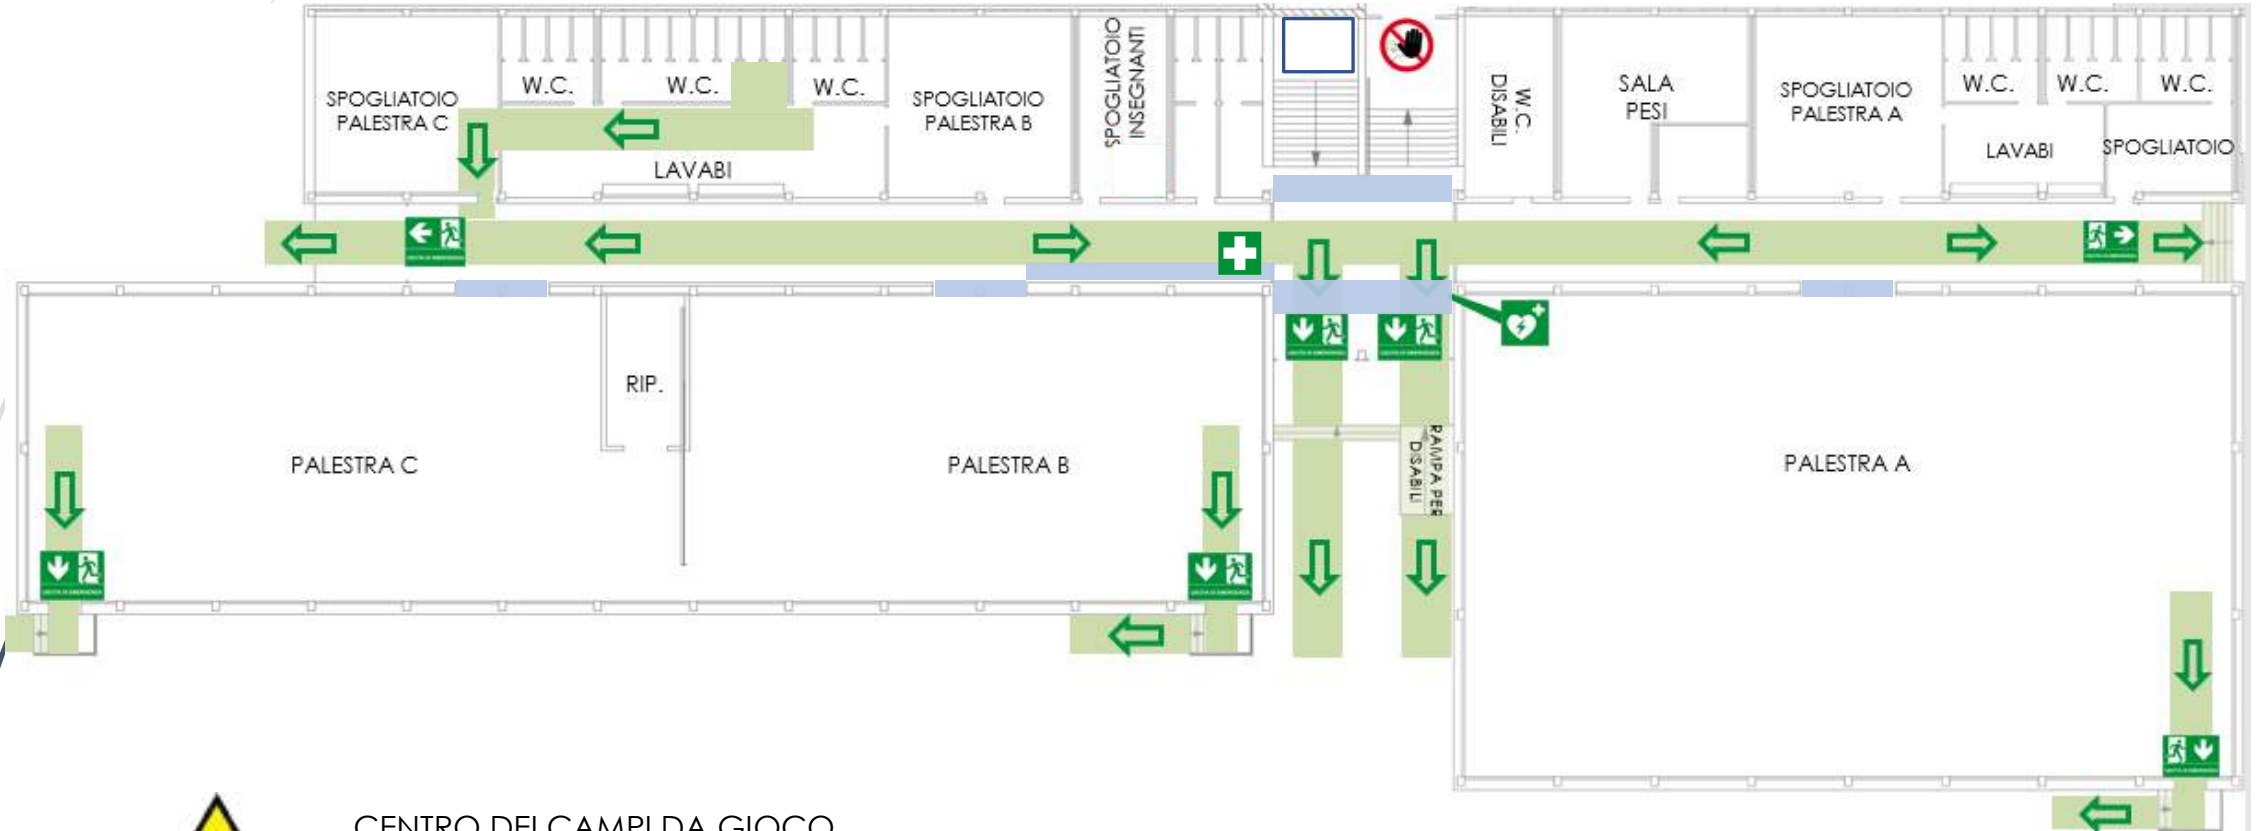 SPOGLIATOIO
PALESTRA C
W.C.
W.C.
W.C.
LAVABI
SPOGLIATOIO
PALESTRA B
SPOGLIATOIO
INSEGNANTI
W.C.
DISABILI
SALA
PESI
SPOGLIATOIO
PALESTRA A
W.C.
W.C.
W.C.
LAVABI
SPOGLIATOIO
RIP.
PALESTRA C
PALESTRA B
RAMPA PER
DISABILI
PALESTRA A
CENTRO DEI CAMPI DA GIOCO